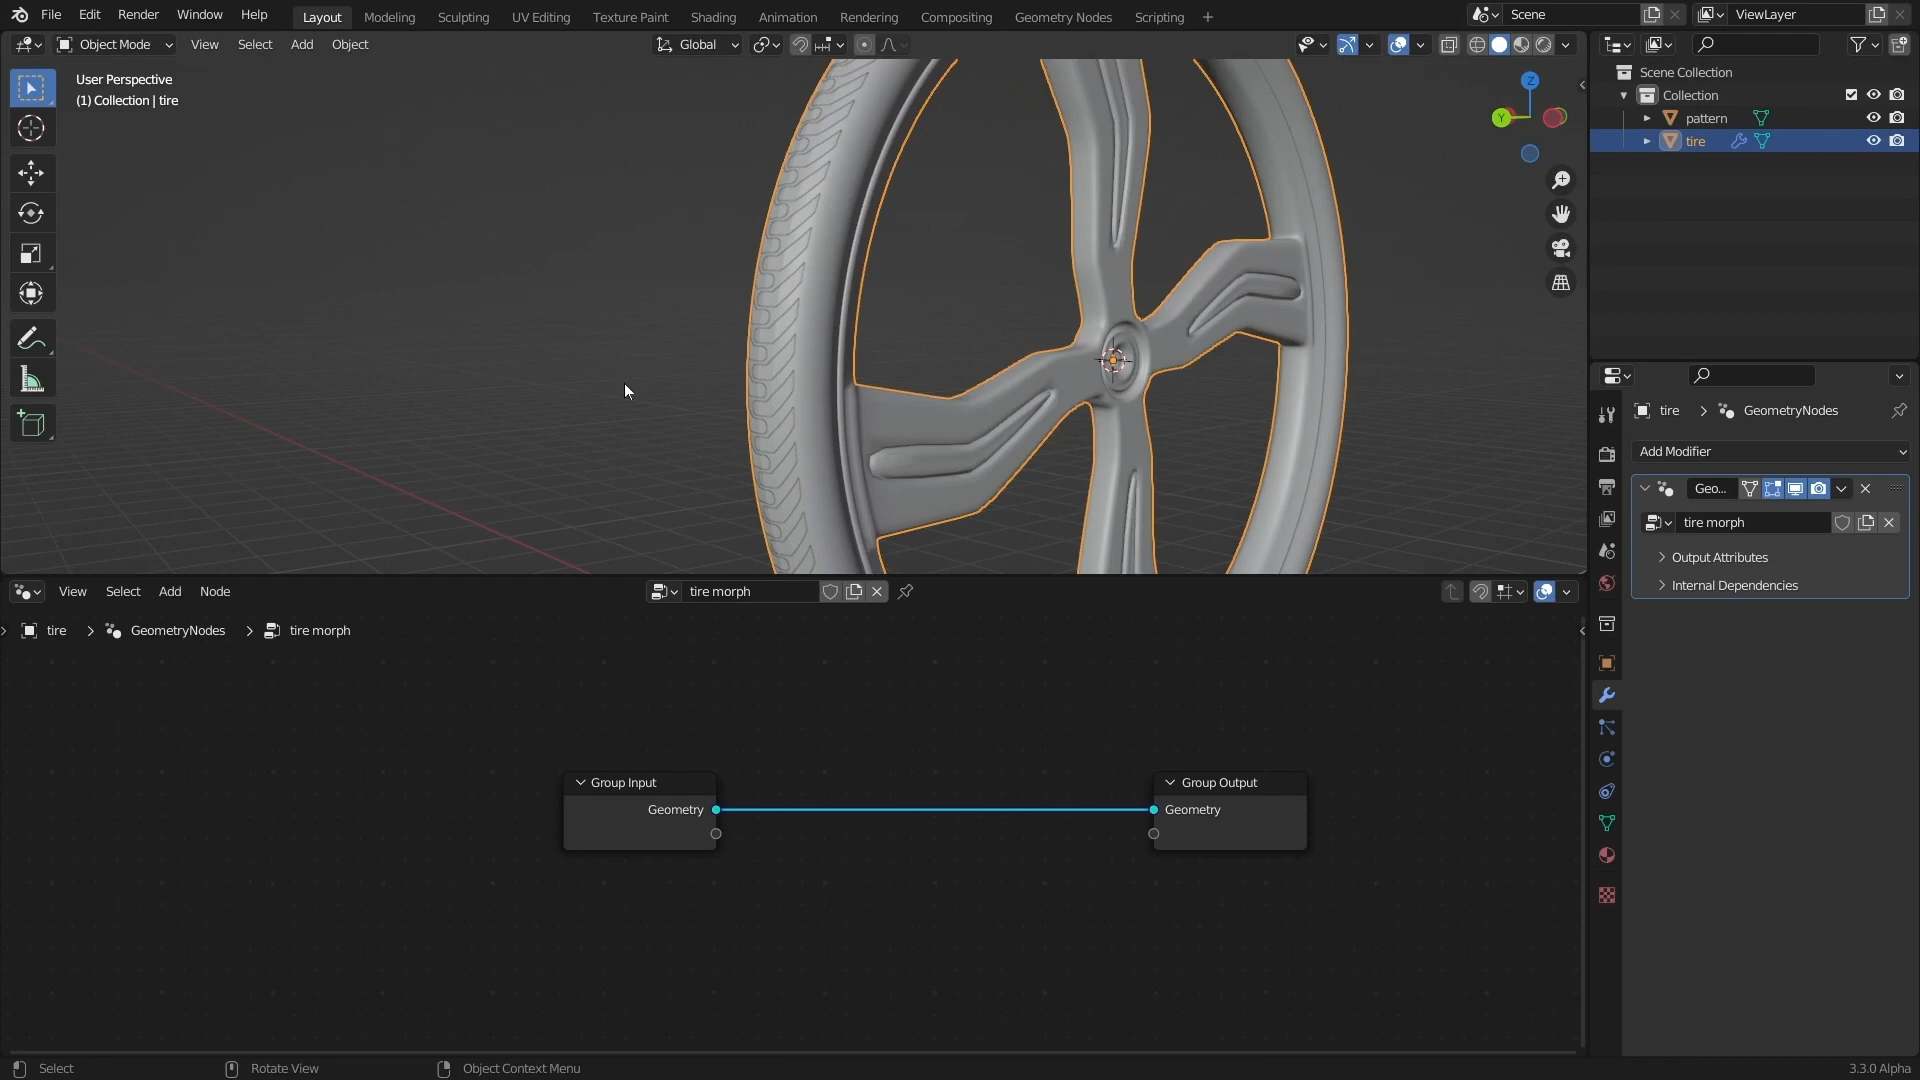 File Edit Render Window Help
Layout Modeling Sculpting UV Editing Texture Paint Shading Animation Rendering Compositing Geometry Nodes Scripting +
Scene
ViewLayer
Object Mode View Select Add Object
Global
User Perspective
(1) Collection | tire
Z
Y
Scene Collection
Collection
pattern
tire
tire
GeometryNodes
Add Modifier
Geo...
tire morph
Output Attributes
Internal Dependencies
View Select Add Node
tire morph
tire
GeometryNodes
tire morph
Group Input
Geometry
Group Output
Geometry
Select
Rotate View
Object Context Menu
3.3.0 Alpha